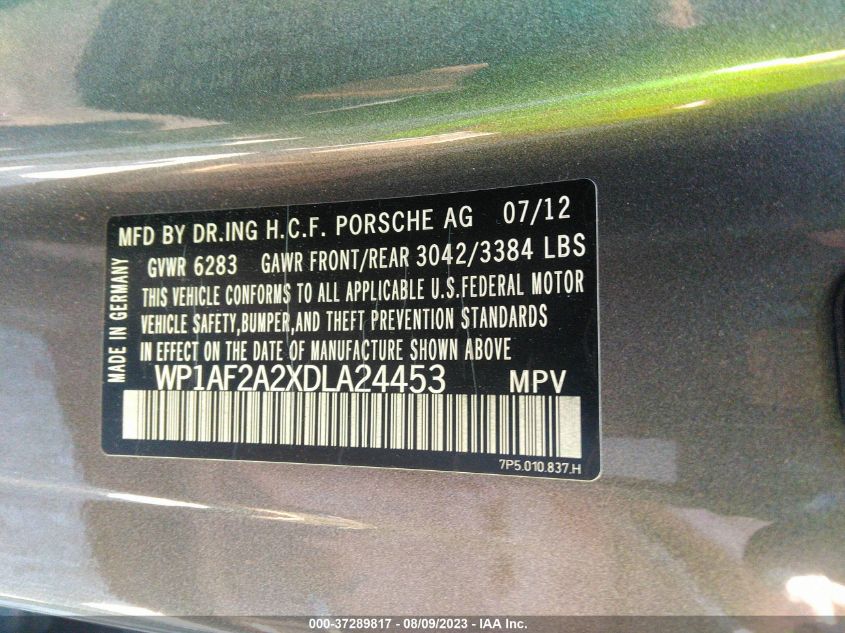 MFD BY DR.ING H.C.F. PORSCHE AG 07/12
GVWR 6283 GAWR FRONT/REAR 3042/3384 LBS
THIS VEHICLE CONFORMS TO ALL APPLICABLE U.S.FEDERAL MOTOR
VEHICLE SAFETY,BUMPER,AND THEFT PREVENTION STANDARDS
IN EFFECT ON THE DATE OF MANUFACTURE SHOWN ABOVE
MADE IN GERMANY
WP1AF2A2XDLA24453 MPV
7P5.010.837.H
000-37289817 - 08/09/2023 - IAA Inc.